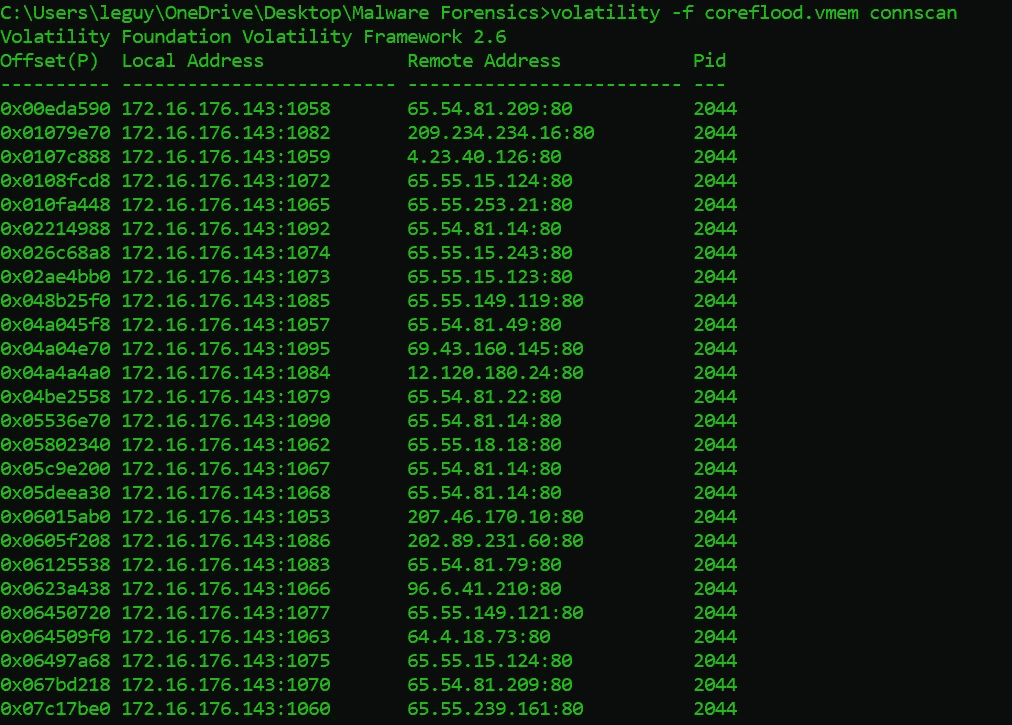 C:\Users\leguy\OneDrive\Desktop\Malware Forensics>volatility -f coreflood.vmem connscan
Volatility Foundation Volatility Framework 2.6
Offset(P)  Local Address             Remote Address            Pid
---------- ------------------------- ------------------------- ---
0x00eda590 172.16.176.143:1058       65.54.81.209:80           2044
0x01079e70 172.16.176.143:1082       209.234.234.16:80         2044
0x0107c888 172.16.176.143:1059       4.23.40.126:80            2044
0x0108fcd8 172.16.176.143:1072       65.55.15.124:80           2044
0x010fa448 172.16.176.143:1065       65.55.253.21:80           2044
0x02214988 172.16.176.143:1092       65.54.81.14:80            2044
0x026c68a8 172.16.176.143:1074       65.55.15.243:80           2044
0x02ae4bb0 172.16.176.143:1073       65.55.15.123:80           2044
0x048b25f0 172.16.176.143:1085       65.55.149.119:80          2044
0x04a045f8 172.16.176.143:1057       65.54.81.49:80            2044
0x04a04e70 172.16.176.143:1095       69.43.160.145:80          2044
0x04a4a4a0 172.16.176.143:1084       12.120.180.24:80          2044
0x04be2558 172.16.176.143:1079       65.54.81.22:80            2044
0x05536e70 172.16.176.143:1090       65.54.81.14:80            2044
0x05802340 172.16.176.143:1062       65.55.18.18:80            2044
0x05c9e200 172.16.176.143:1067       65.54.81.14:80            2044
0x05deea30 172.16.176.143:1068       65.54.81.14:80            2044
0x06015ab0 172.16.176.143:1053       207.46.170.10:80          2044
0x0605f208 172.16.176.143:1086       202.89.231.60:80          2044
0x06125538 172.16.176.143:1083       65.54.81.79:80            2044
0x0623a438 172.16.176.143:1066       96.6.41.210:80            2044
0x06450720 172.16.176.143:1077       65.55.149.121:80          2044
0x064509f0 172.16.176.143:1063       64.4.18.73:80             2044
0x06497a68 172.16.176.143:1075       65.55.15.124:80           2044
0x067bd218 172.16.176.143:1070       65.54.81.209:80           2044
0x07c17be0 172.16.176.143:1060       65.55.239.161:80          2044